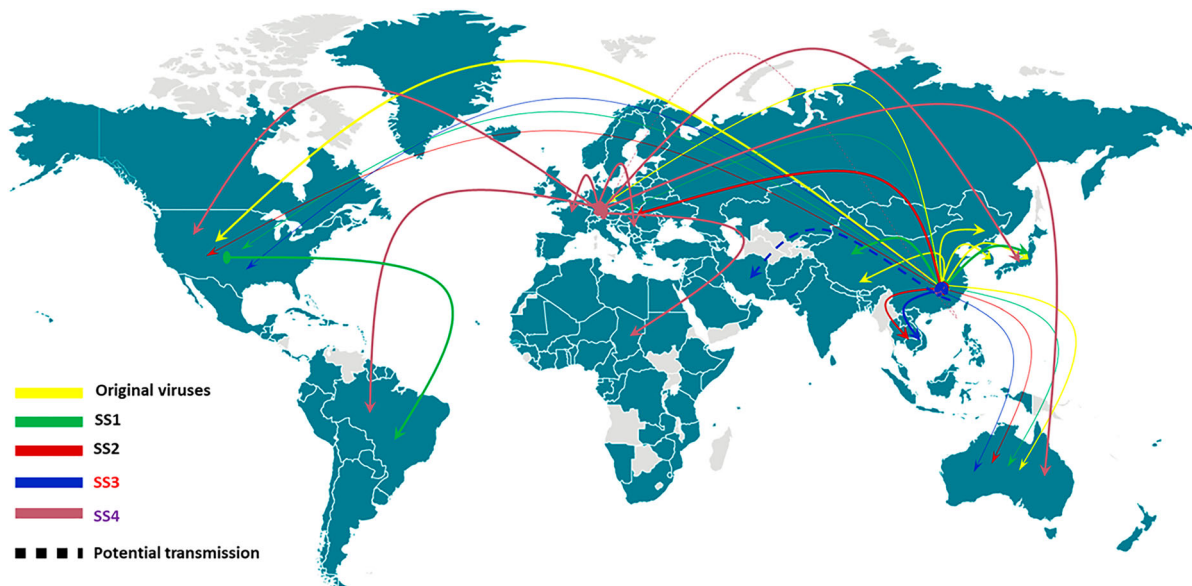 Original viruses
SS1
SS2
SS3
SS4
Potential transmission